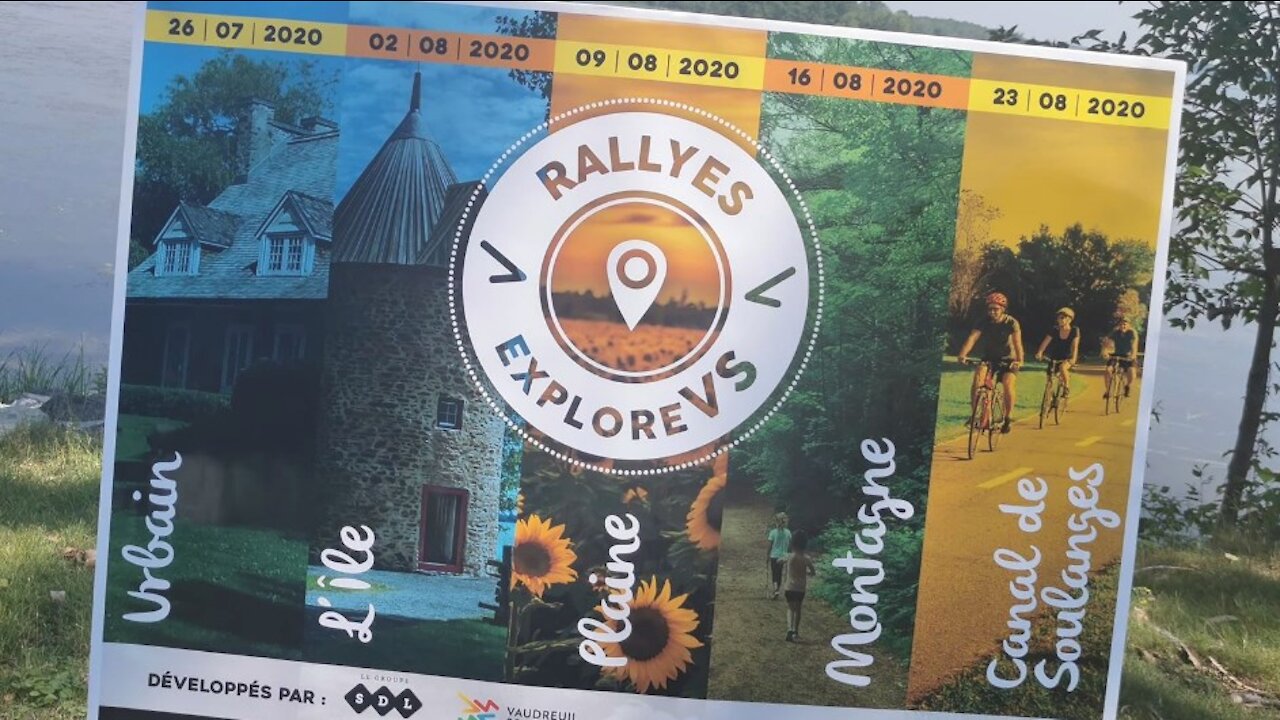 26 | 07 | 2020
02 | 08 | 2020
09 | 08 | 2020
16 | 08 | 2020
23 | 08 | 2020
RALLYES
EXPLOREVS
Urbain
L'île
Plaine
Montagne
Canal de
Soulanges
DÉVELOPPÉS PAR :
LE GROUPE
SDL
VAUDREUIL